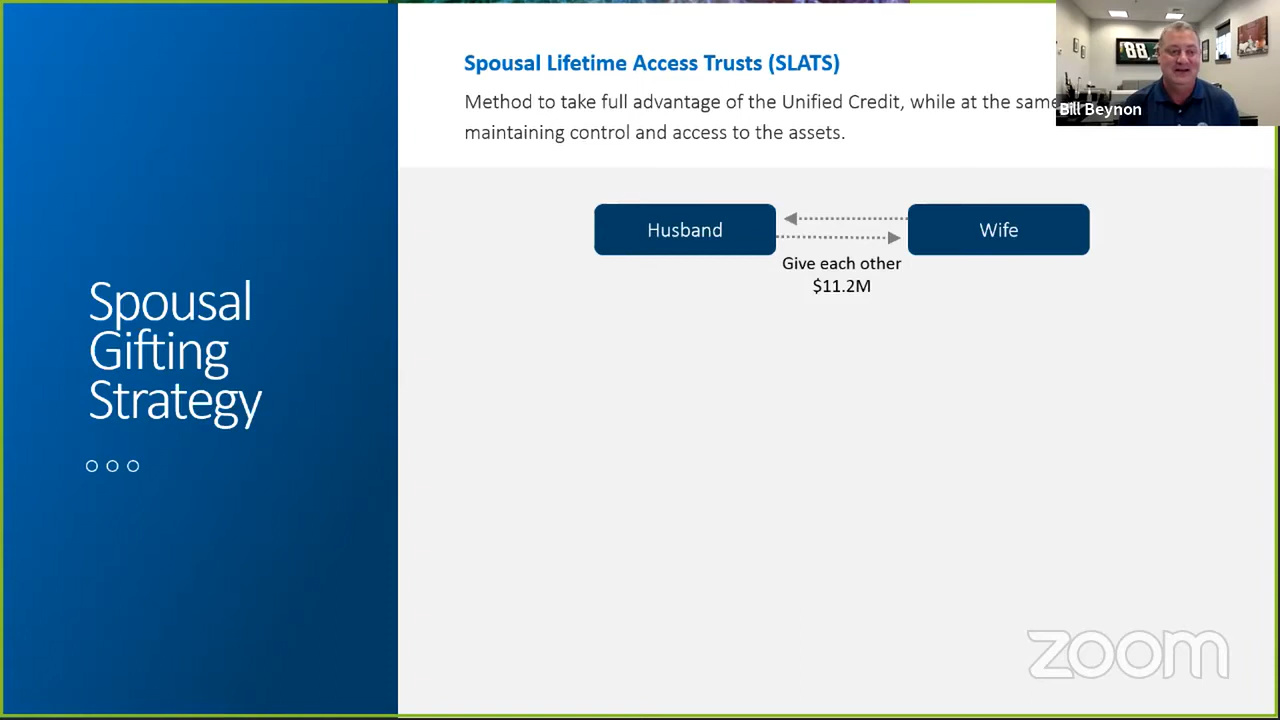 Spousal Lifetime Access Trusts (SLATS)
Method to take full advantage of the Unified Credit, while at the same
maintaining control and access to the assets.
88
Bill Beynon
Husband
Wife
Give each other
$11.2M
Spousal
Gifting
Strategy
zoom